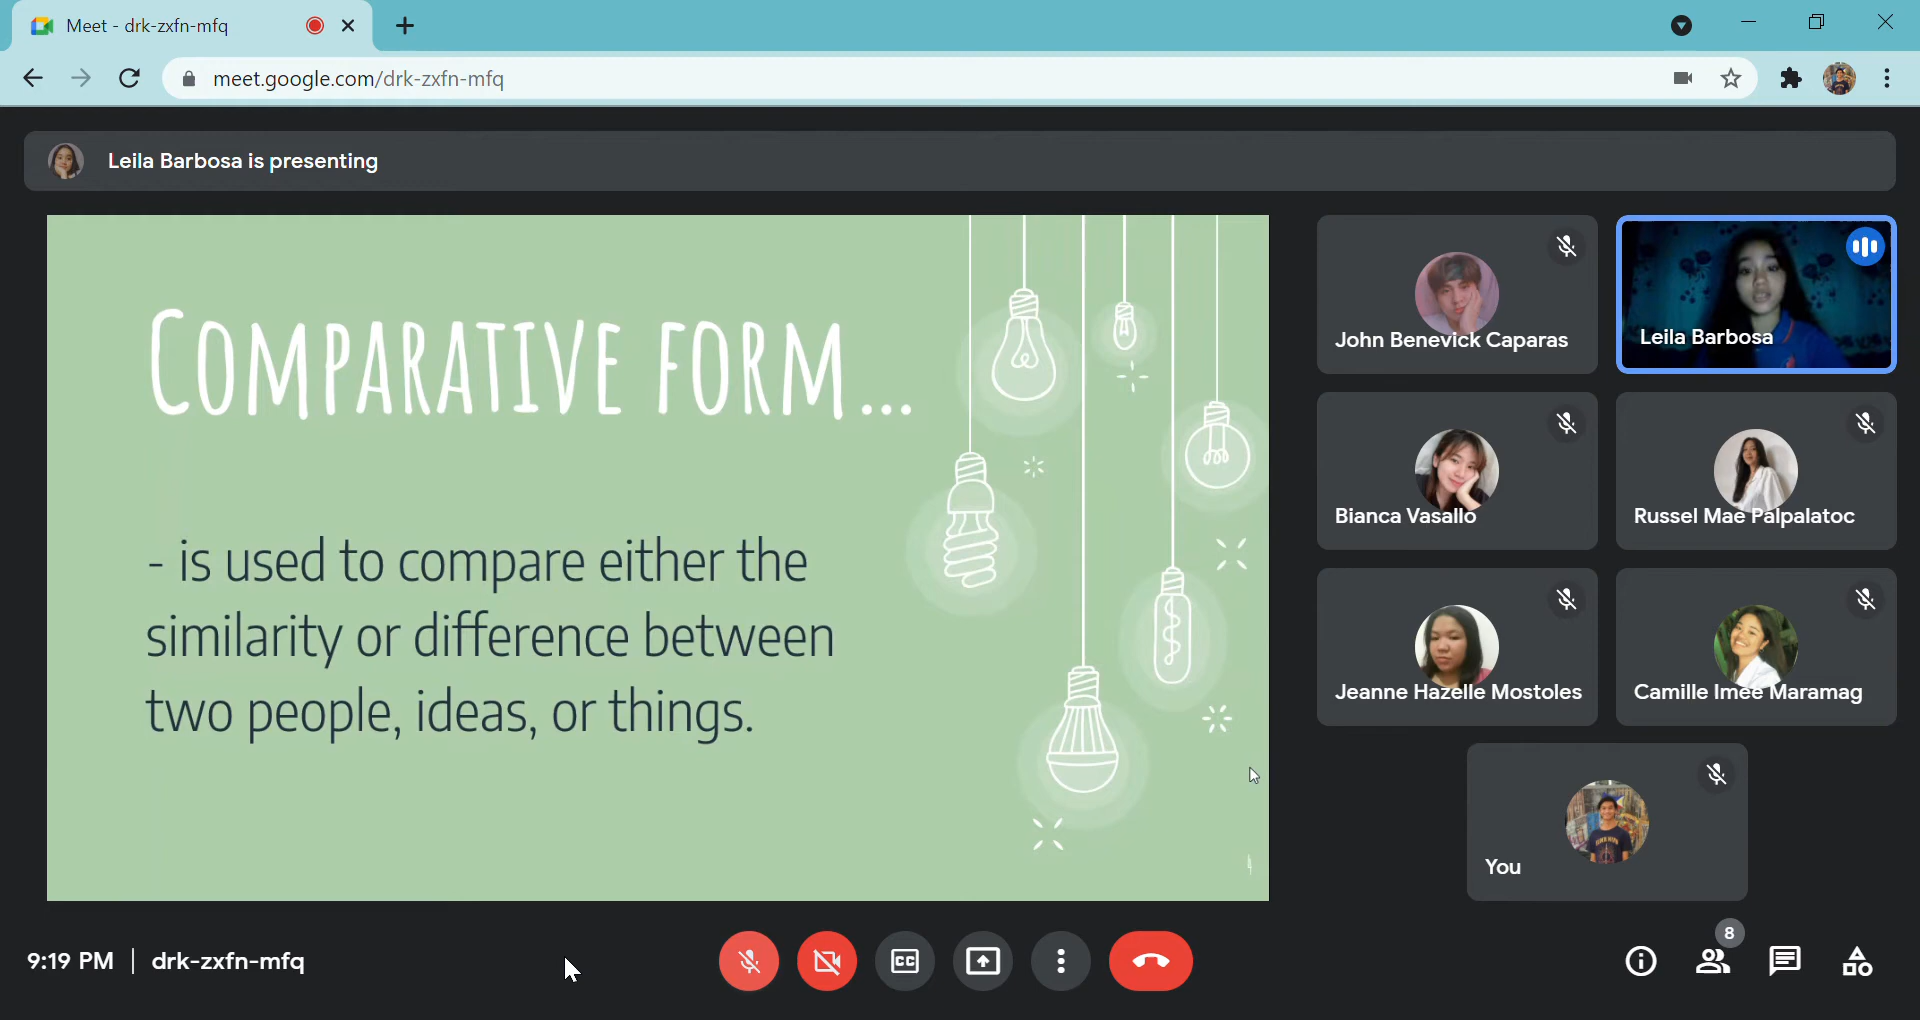 Meet - drk-zxfn-mfq
meet.google.com/drk-zxfn-mfq
Leila Barbosa is presenting
COMPARATIVE FORM...
- is used to compare either the
similarity or difference between
two people, ideas, or things.
John Benevick Caparas
Leila Barbosa
Bianca Vasallo
Russel Mae Palpalatoc
Jeanne Hazelle Mostoles
Camille Imee Maramag
You
9:19 PM | drk-zxfn-mfq
CC
8